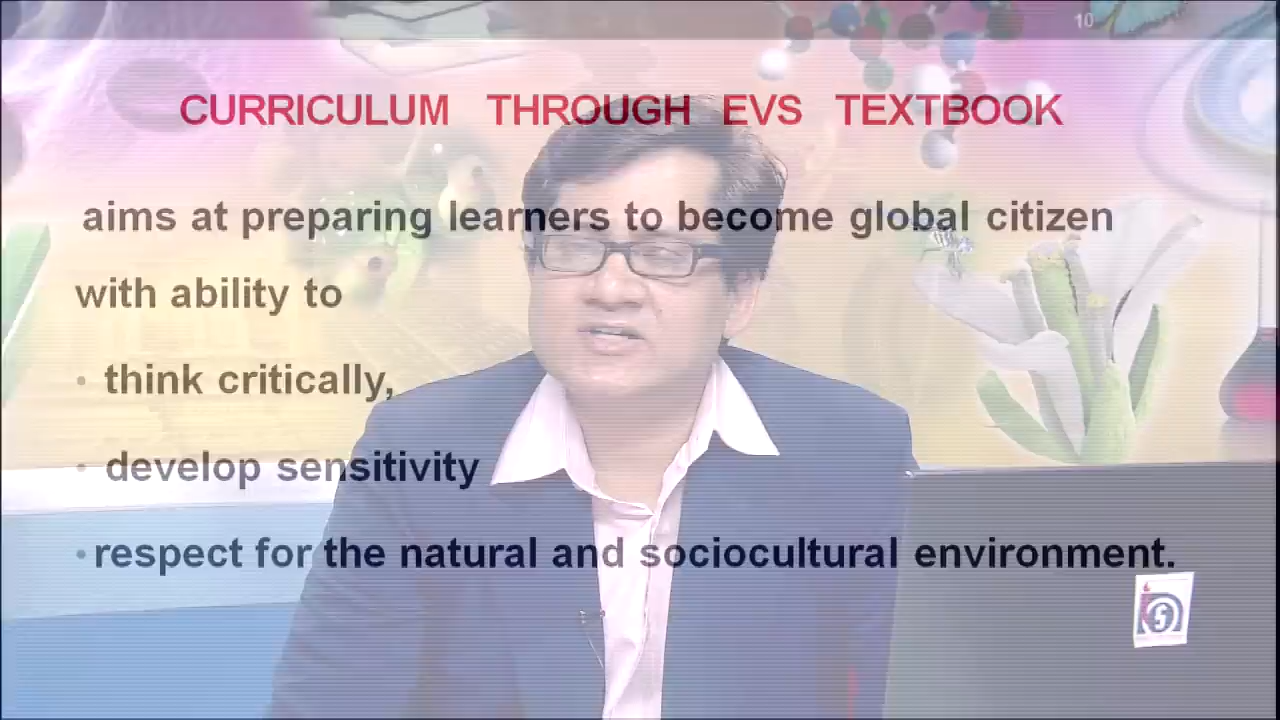 10
CURRICULUM THROUGH EVS TEXTBOOK
aims at preparing learners to become global citizen
with ability to
• think critically,
• develop sensitivity
• respect for the natural and sociocultural environment.